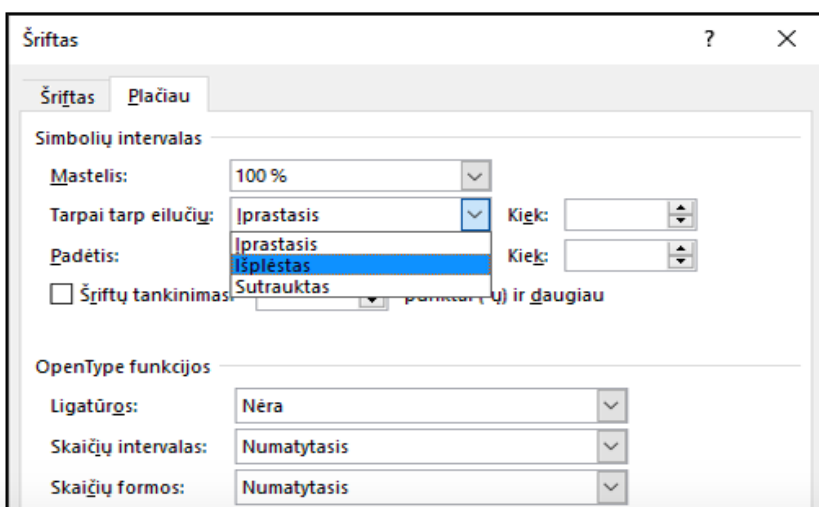 Šriftas ?
Šriftas Plačiau
Simbolių intervalas
Mastelis: 100 %
Tarpai tarp eilučių: Įprastasis Kiek:
Įprastasis
Padėtis: Kiek:
Išplėstas
Sutrauktas
Šriftų tankinimas: ir daugiau
OpenType funkcijos
Ligatūros: Nėra
Skaičių intervalas: Numatytasis
Skaičių formos: Numatytasis